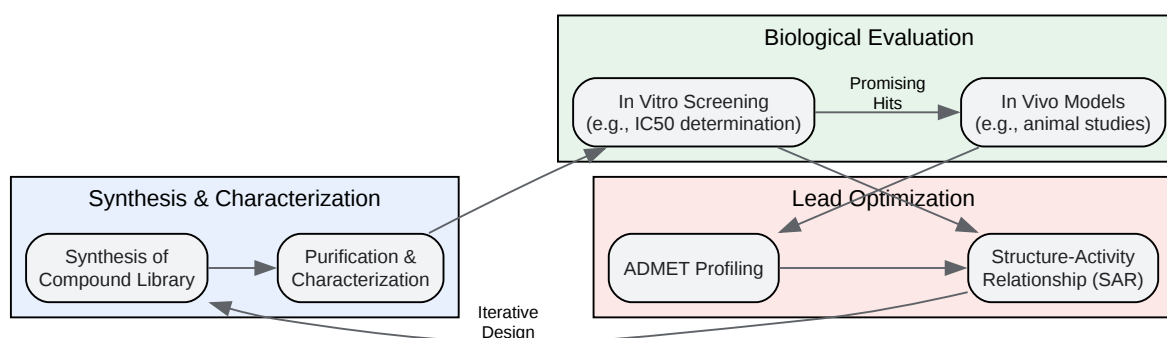 Biological Evaluation
In Vitro Screening
(e.g., IC50 determination)
Promising
Hits
In Vivo Models
(e.g., animal studies)
Synthesis & Characterization
Synthesis of
Compound Library
Purification &
Characterization
Lead Optimization
ADMET Profiling
Structure-Activity
Relationship (SAR)
Iterative
Design